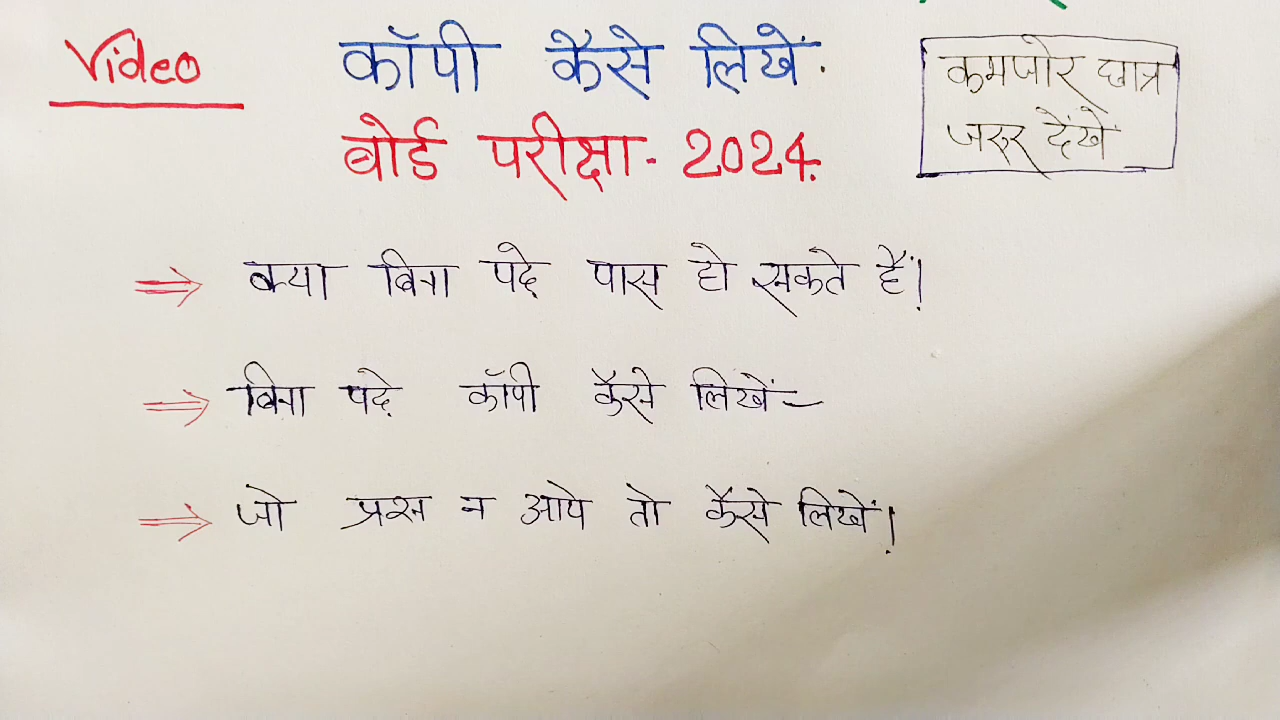 Video
कॉपी कैसे लिखें.
बोर्ड परीक्षा- 2024.
कमजोर छात्र
जरुर देंखें
⇒ क्या बिना पढे पास हो सकते हैं।
⇒ बिना पढे कॉपी कैसे लिखें-
⇒ जो प्रश्न न आये तो कैसे लिखें।